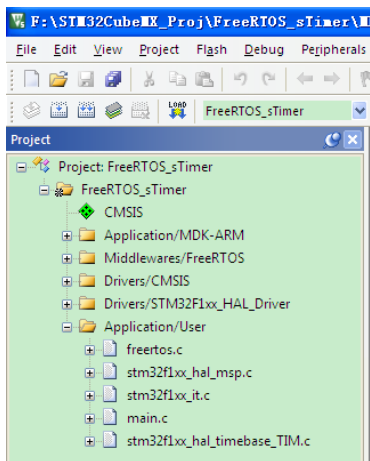 F:\STM32CubeMX_Proj\FreeRTOS_sTimer\
File Edit View Project Flash Debug Peripherals
LOAD FreeRTOS_sTimer
Project
Project: FreeRTOS_sTimer
FreeRTOS_sTimer
CMSIS
Application/MDK-ARM
Middlewares/FreeRTOS
Drivers/CMSIS
Drivers/STM32F1xx_HAL_Driver
Application/User
freertos.c
stm32f1xx_hal_msp.c
stm32f1xx_it.c
main.c
stm32f1xx_hal_timebase_TIM.c